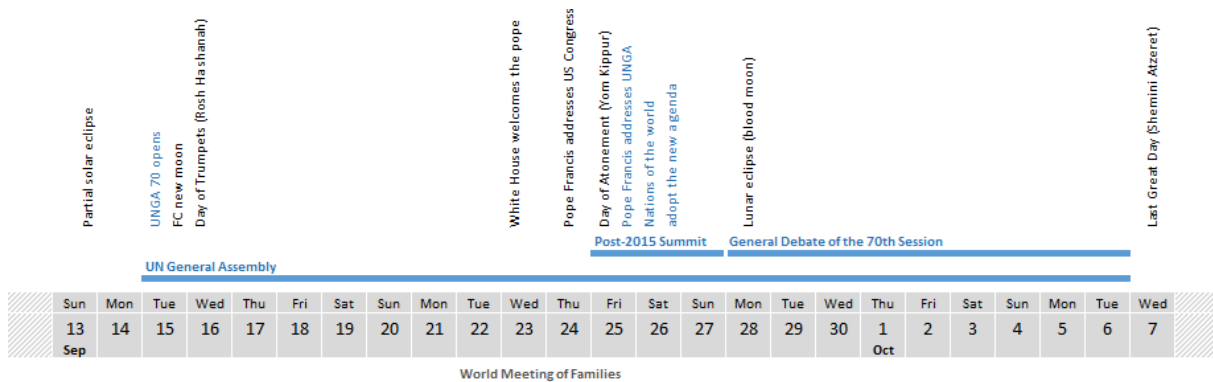 Partial solar eclipse
UNGA 70 opens
FC new moon
Day of Trumpets (Rosh Hashanah)
White House welcomes the pope
Pope Francis addresses US Congress
Day of Atonement (Yom Kippur)
Pope Francis addresses UNGA
Nations of the world
adopt the new agenda
Lunar eclipse (blood moon)
Last Great Day (Shemini Atzeret)
Post-2015 Summit General Debate of the 70th Session
UN General Assembly
Sun Mon Tue Wed Thu Fri Sat Sun Mon Tue Wed Thu Fri Sat Sun Mon Tue Wed Thu Fri Sat Sun Mon Tue Wed
13 14 15 16 17 18 19 20 21 22 23 24 25 26 27 28 29 30 1 2 3 4 5 6 7
Sep Oct
World Meeting of Families